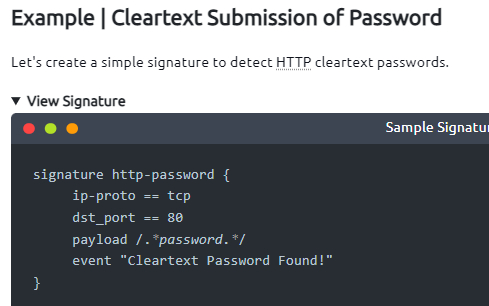 Example | Cleartext Submission of Password
Let's create a simple signature to detect HTTP cleartext passwords.
▼ View Signature
Sample Signatu
signature http-password {
ip-proto == tcp
dst_port == 80
payload /.*password.*/
event "Cleartext Password Found!"
}